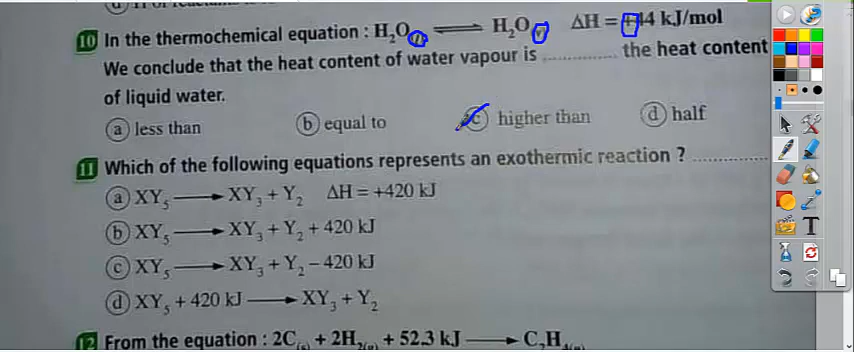 10 In the thermochemical equation : H₂O(l) ⇌ H₂O(v) ΔH = +44 kJ/mol
We conclude that the heat content of water vapour is ............ the heat content
of liquid water.
a less than b equal to c higher than d half
11 Which of the following equations represents an exothermic reaction ? ............
a XY₅ ⟶ XY₃ + Y₂ ΔH = +420 kJ
b XY₅ ⟶ XY₃ + Y₂ + 420 kJ
c XY₅ ⟶ XY₃ + Y₂ – 420 kJ
d XY₅ + 420 kJ ⟶ XY₃ + Y₂
12 From the equation : 2C(s) + 2H₂(g) + 52.3 kJ ⟶ C₂H₄(g)
T